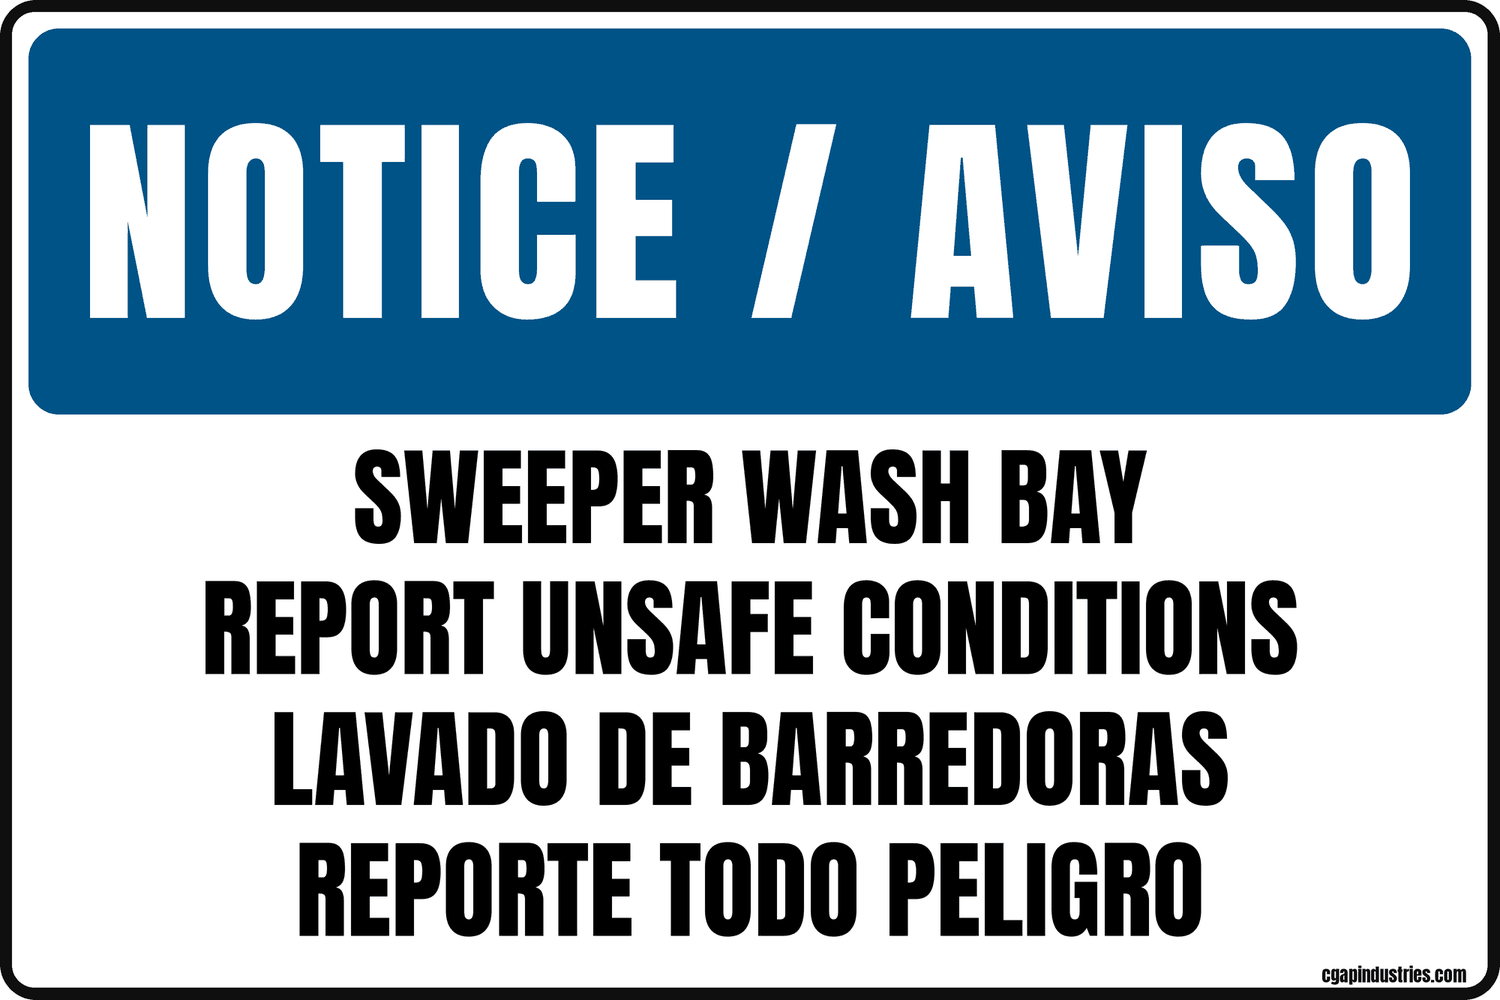 NOTICE / AVISO
SWEEPER WASH BAY
REPORT UNSAFE CONDITIONS
LAVADO DE BARREDORAS
REPORTE TODO PELIGRO
cgapindustries.com